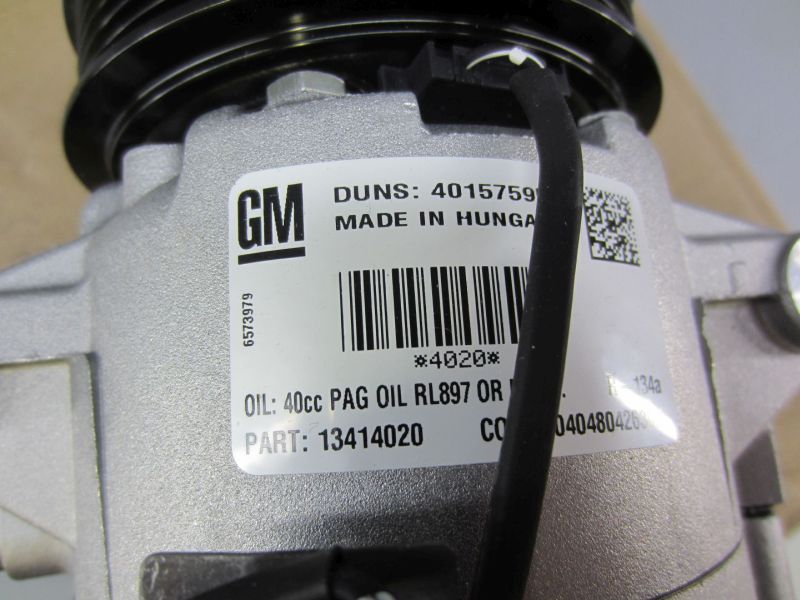 GM
DUNS: 4015759
MADE IN HUNGA
6573979
*4020*
OIL: 40cc PAG OIL RL897 OR
134a
PART: 13414020